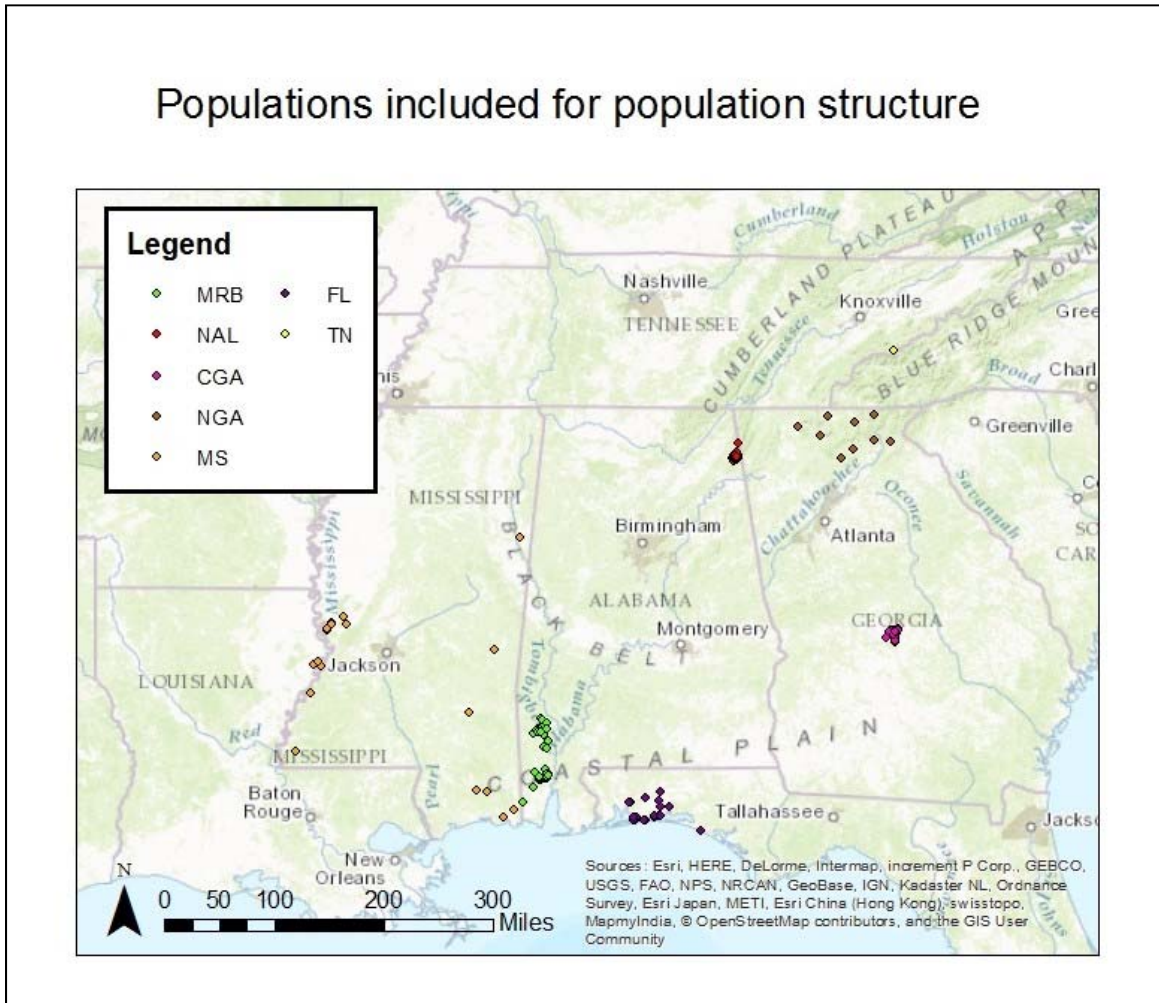 Populations included for population structure
Legend
MRB
FL
NAL
TN
CGA
NGA
MS
Cumberland
CUMBERLAND PLATEAU
Holston
Nashville
TENNESSEE
Knoxville
Tennessee
BLUE RIDGE MOUN
Gree
Broad
Charl
nis
Greenville
MISSISSIPPI
Mississippi
BLACK BELT
Birmingham
Chattahoochee
Atlanta
Oconee
Savannah
SO
CAR
ALABAMA
Montgomery
GEORGIA
Jackson
LOUISIANA
Tombigb
Alabama
Red
MISSISSIPPI
Pearl
COASTAL PLAIN
Baton
Rouge
Tallahassee
Jackso
New
Orleans
Johns
N
0 50 100 200 300
Miles
Sources: Esri, HERE, DeLorme, Intermap, increment P Corp., GEBCO,
USGS, FAO, NPS, NRCAN, GeoBase, IGN, Kadaster NL, Ordnance
Survey, Esri Japan, METI, Esri China (Hong Kong), swisstopo,
MapmyIndia, © OpenStreetMap contributors, and the GIS User
Community